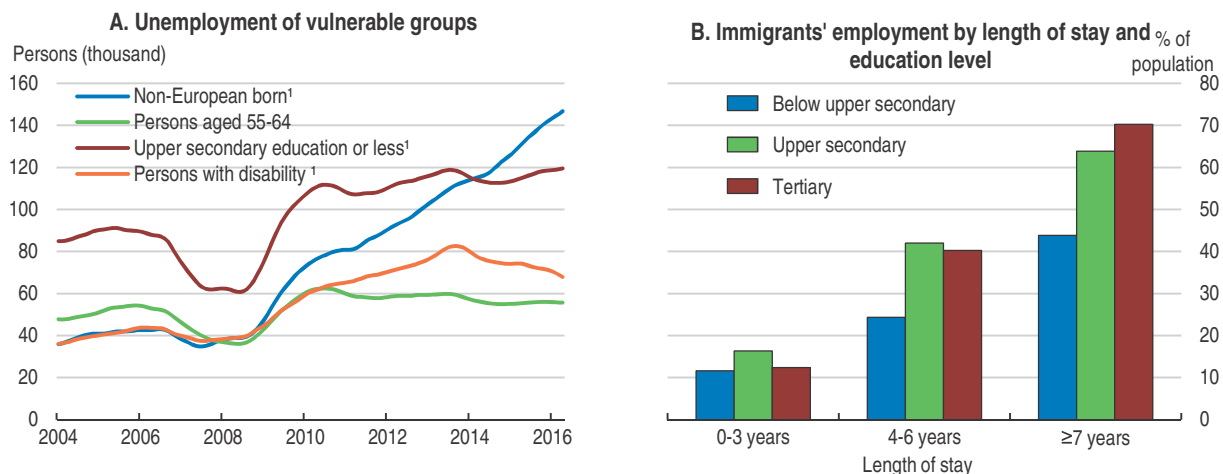 A. Unemployment of vulnerable groups
Persons (thousand)
160
140
120
100
80
60
40
20
0
Non-European born¹
Persons aged 55-64
Upper secondary education or less¹
Persons with disability ¹
2004
2006
2008
2010
2012
2014
2016
B. Immigrants' employment by length of stay and
education level
% of
population
80
70
60
50
40
30
20
10
0
Below upper secondary
Upper secondary
Tertiary
0-3 years
4-6 years
≥7 years
Length of stay